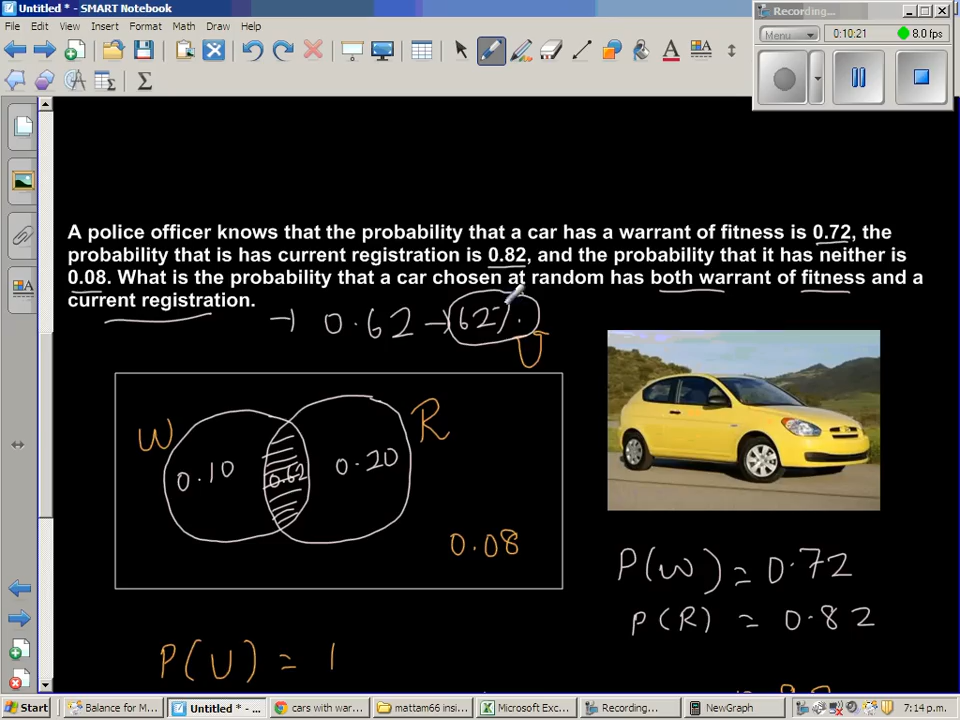 Untitled * - SMART Notebook
Recording...
File Edit View Insert Format Math Draw Help
Menu 0:10:21 8.0 fps
A police officer knows that the probability that a car has a warrant of fitness is 0.72, the
probability that is has current registration is 0.82, and the probability that it has neither is
0.08. What is the probability that a car chosen at random has both warrant of fitness and a
current registration.
→ 0.62 → 62%.
U
W R
0.10 0.62 0.20
0.08
P(W) = 0.72
P(R) = 0.82
P(U) = 1
Start Balance for M... Untitled * - ... cars with war... mattam66 insi... Microsoft Exc... Recording... NewGraph 7:14 p.m.